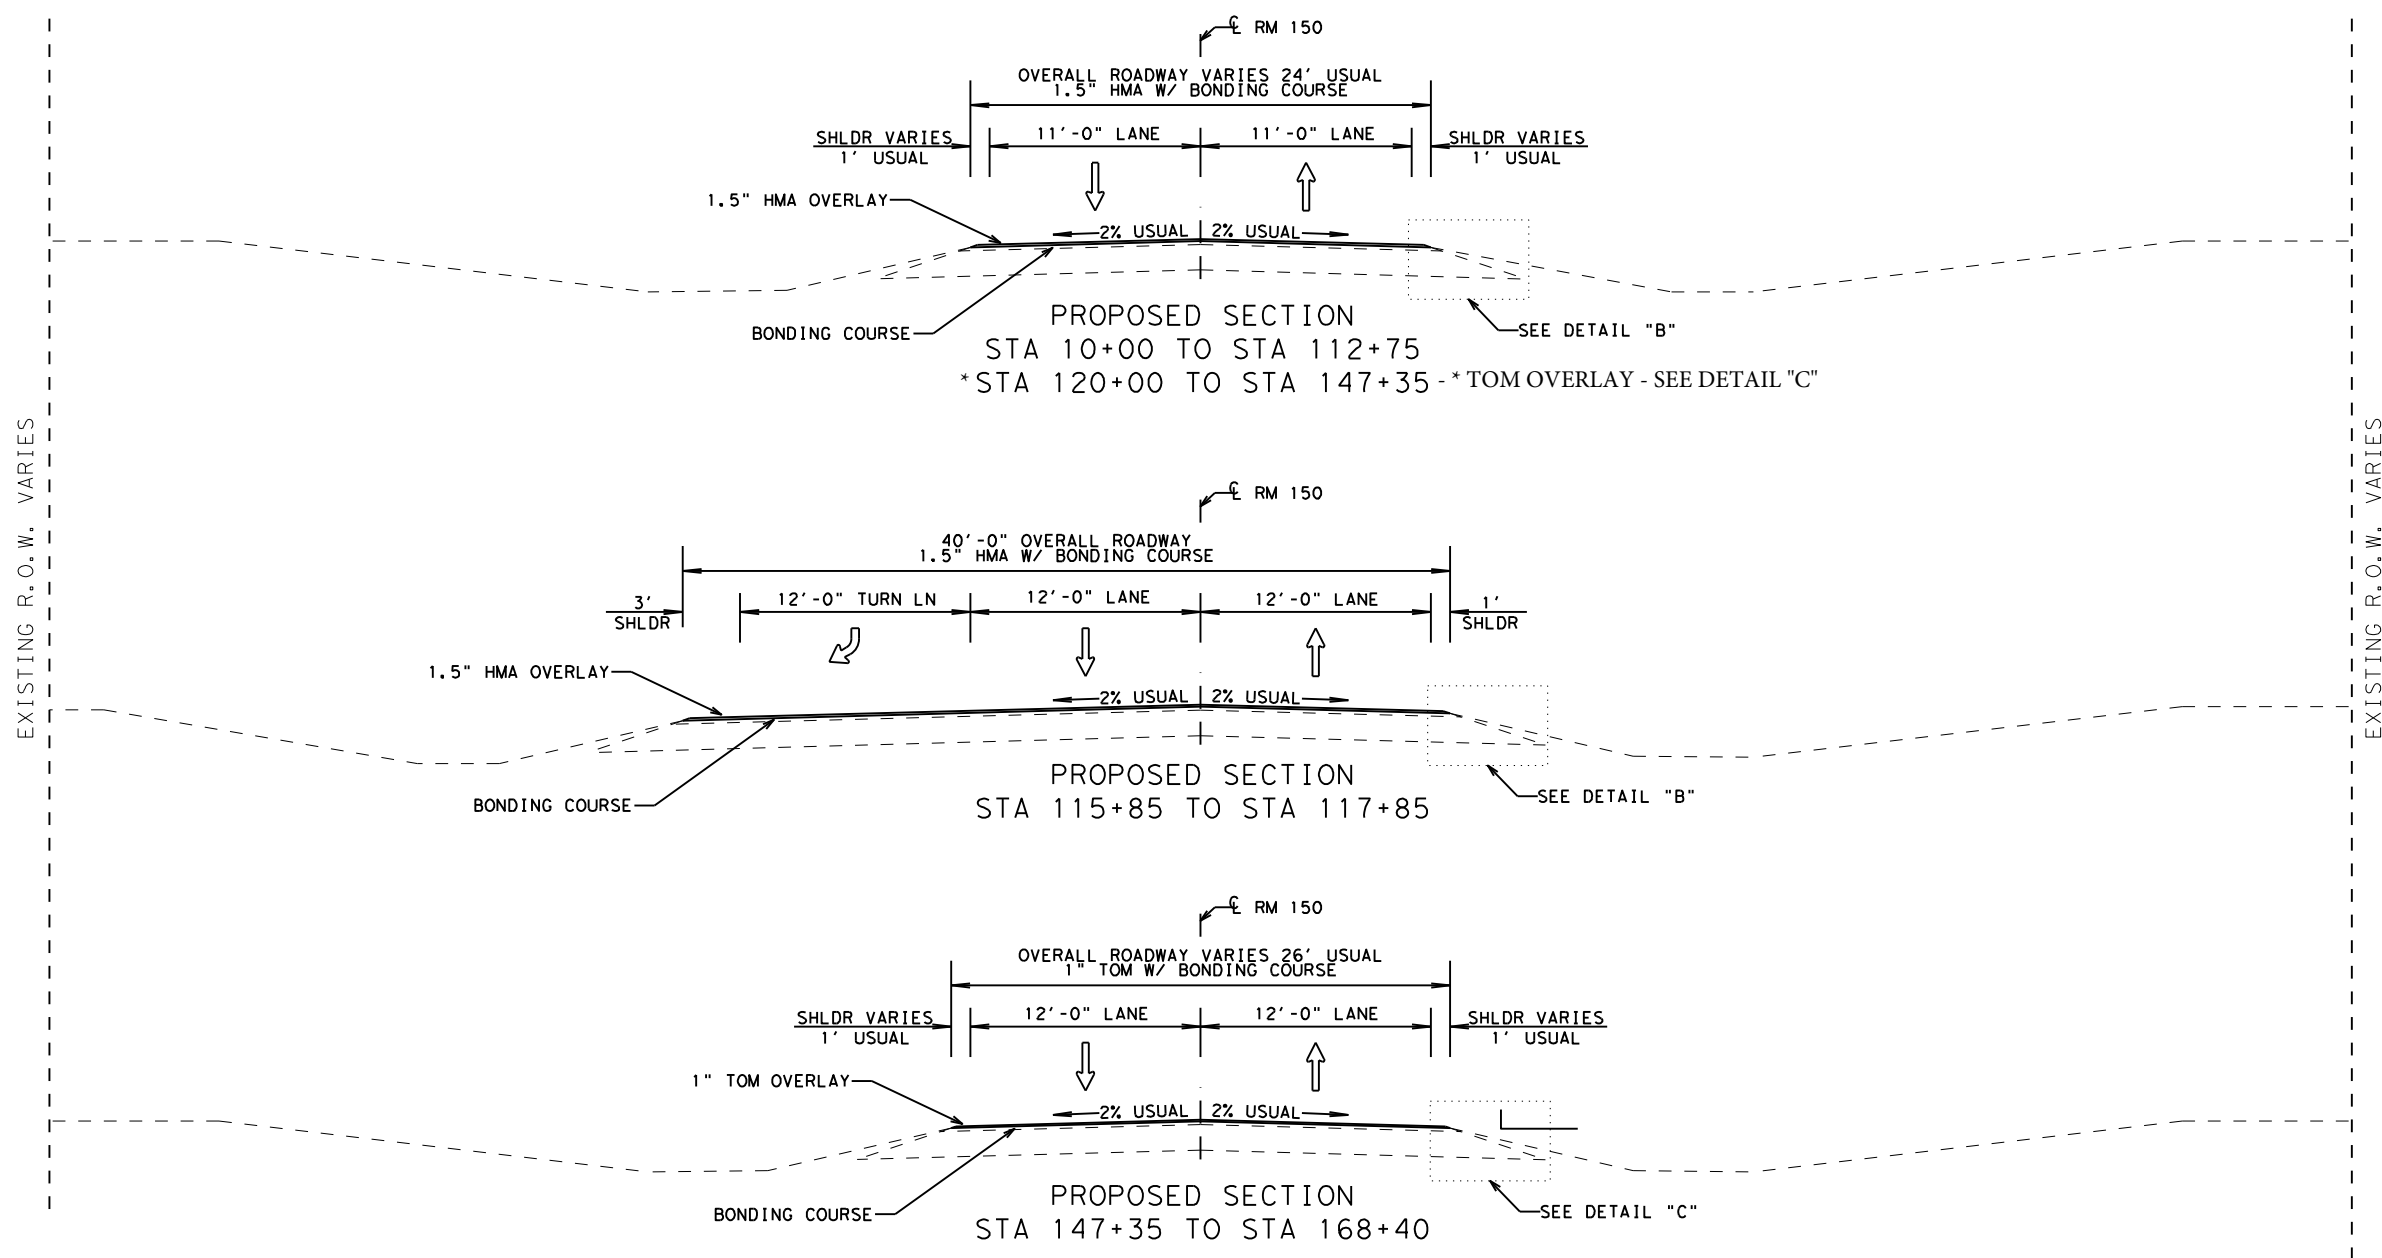 ℄ RM 150
OVERALL ROADWAY VARIES 24' USUAL
1.5" HMA W/ BONDING COURSE
SHLDR VARIES
1' USUAL
11'-0" LANE
11'-0" LANE
SHLDR VARIES
1' USUAL
1.5" HMA OVERLAY
2% USUAL
2% USUAL
BONDING COURSE
SEE DETAIL "B"
PROPOSED SECTION
STA 10+00 TO STA 112+75
*STA 120+00 TO STA 147+35 - * TOM OVERLAY - SEE DETAIL "C"
EXISTING R.O.W. VARIES
EXISTING R.O.W. VARIES
℄ RM 150
40'-0" OVERALL ROADWAY
1.5" HMA W/ BONDING COURSE
3'
SHLDR
12'-0" TURN LN
12'-0" LANE
12'-0" LANE
1'
SHLDR
1.5" HMA OVERLAY
2% USUAL
2% USUAL
BONDING COURSE
SEE DETAIL "B"
PROPOSED SECTION
STA 115+85 TO STA 117+85
℄ RM 150
OVERALL ROADWAY VARIES 26' USUAL
1" TOM W/ BONDING COURSE
SHLDR VARIES
1' USUAL
12'-0" LANE
12'-0" LANE
SHLDR VARIES
1' USUAL
1" TOM OVERLAY
2% USUAL
2% USUAL
BONDING COURSE
SEE DETAIL "C"
PROPOSED SECTION
STA 147+35 TO STA 168+40